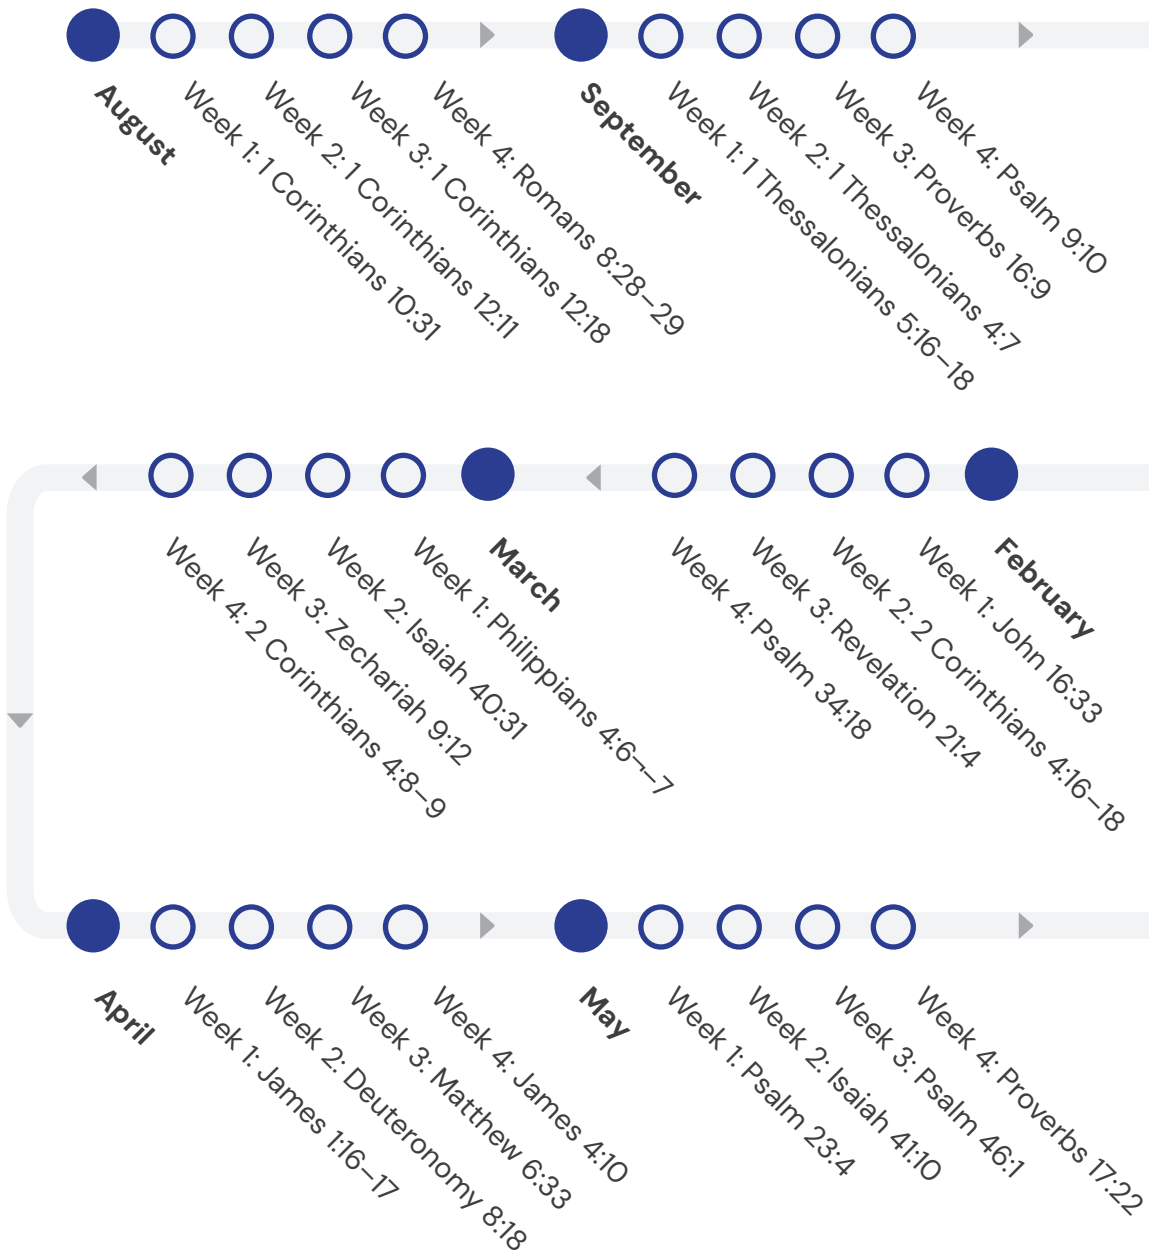 August
Week 1: 1 Corinthians 10:31
Week 2: 1 Corinthians 12:11
Week 3: 1 Corinthians 12:18
Week 4: Romans 8:28–29
September
Week 1: 1 Thessalonians 5:16–18
Week 2: 1 Thessalonians 4:7
Week 3: Proverbs 16:9
Week 4: Psalm 9:10
Week 4: 2 Corinthians 4:8–9
Week 3: Zechariah 9:12
Week 2: Isaiah 40:31
Week 1: Philippians 4:6¬–7
March
Week 4: Psalm 34:18
Week 3: Revelation 21:4
Week 2: 2 Corinthians 4:16–18
Week 1: John 16:33
February
April
Week 1: James 1:16–17
Week 2: Deuteronomy 8:18
Week 3: Matthew 6:33
Week 4: James 4:10
May
Week 1: Psalm 23:4
Week 2: Isaiah 41:10
Week 3: Psalm 46:1
Week 4: Proverbs 17:22